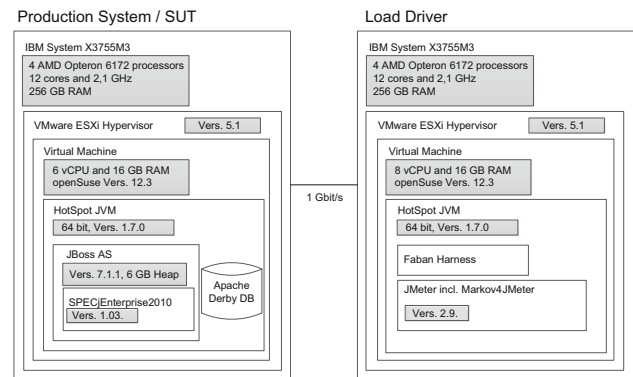 Production System / SUT
IBM System X3755M3
4 AMD Opteron 6172 processors
12 cores and 2,1 GHz
256 GB RAM
VMware ESXi Hypervisor
Vers. 5.1
Virtual Machine
6 vCPU and 16 GB RAM
openSuse Vers. 12.3
HotSpot JVM
64 bit, Vers. 1.7.0
JBoss AS
Vers. 7.1.1, 6 GB Heap
SPECjEnterprise2010
Vers. 1.03.
Apache
Derby DB
1 Gbit/s
Load Driver
IBM System X3755M3
4 AMD Opteron 6172 processors
12 cores and 2,1 GHz
256 GB RAM
VMware ESXi Hypervisor
Vers. 5.1
Virtual Machine
8 vCPU and 16 GB RAM
openSuse Vers. 12.3
HotSpot JVM
64 bit, Vers. 1.7.0
Faban Harness
JMeter incl. Markov4JMeter
Vers. 2.9.